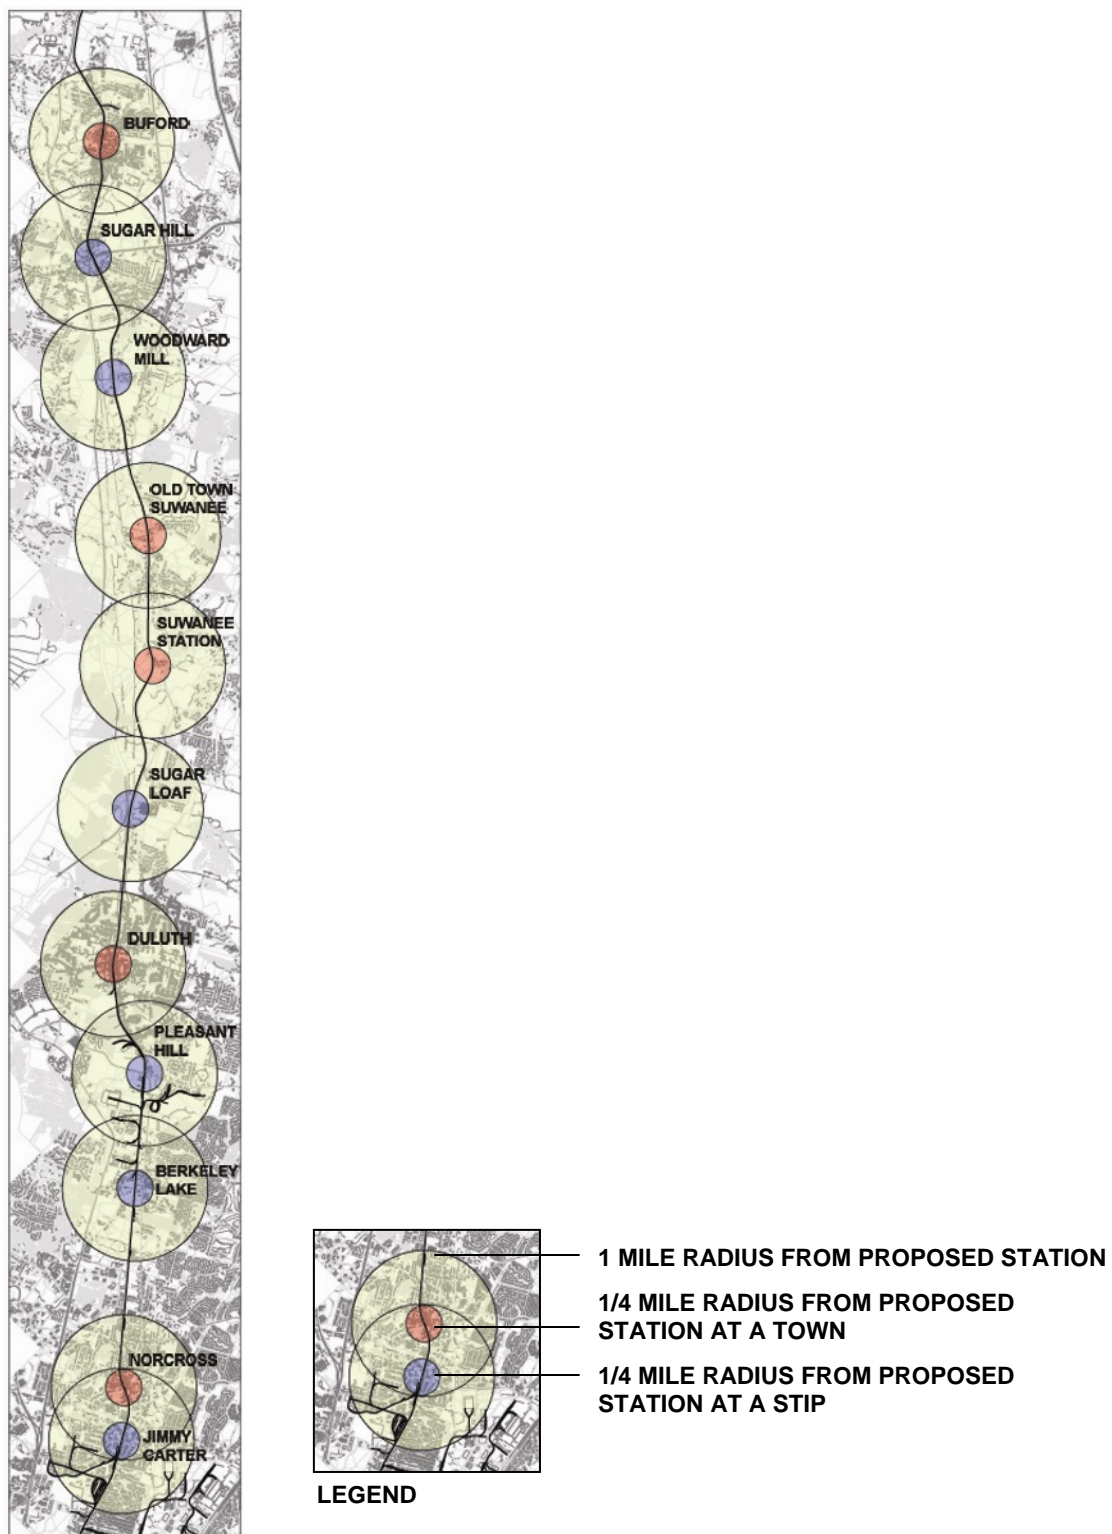 BUFORD
SUGAR HILL
WOODWARD
MILL
OLD TOWN
SUWANEE
SUWANEE
STATION
SUGAR
LOAF
DULUTH
PLEASANT
HILL
BERKELEY
LAKE
NORCROSS
JIMMY
CARTER
1 MILE RADIUS FROM PROPOSED STATION
1/4 MILE RADIUS FROM PROPOSED
STATION AT A TOWN
1/4 MILE RADIUS FROM PROPOSED
STATION AT A STIP
LEGEND